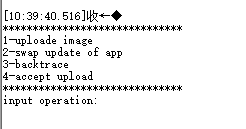 [10:39:40.516]收←◆
******************************
1-uploade image
2-swap update of app
3-backtrace
4-accept upload
******************************
input operation: